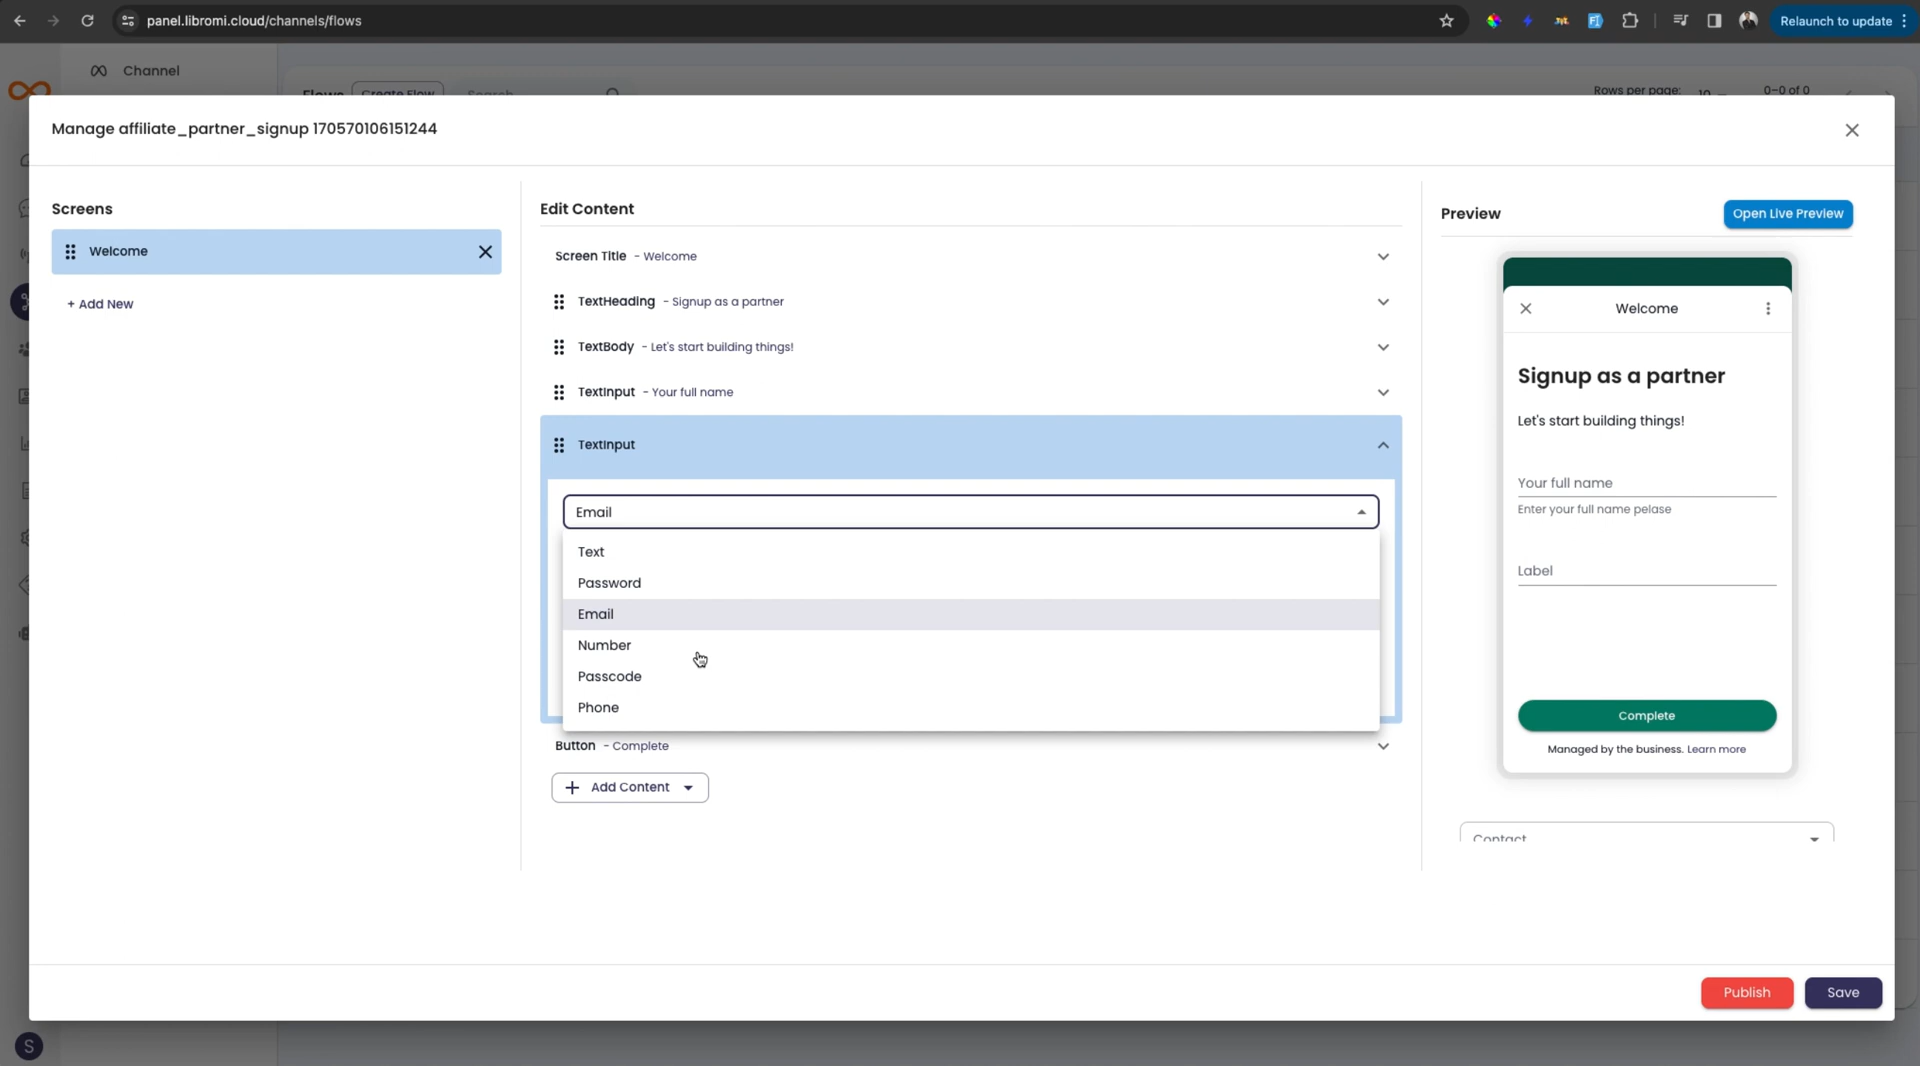 panel.libromi.cloud/channels/flows
Relaunch to update
Channel
Flows
Create Flow
Search
Rows per page:
10
0-0 of 0
Manage affiliate_partner_signup 170570106151244
Screens
Welcome
+ Add New
Edit Content
Screen Title - Welcome
TextHeading - Signup as a partner
TextBody - Let's start building things!
TextInput - Your full name
TextInput
Email
Text
Password
Email
Number
Passcode
Phone
Button - Complete
Add Content
Preview
Open Live Preview
Welcome
Signup as a partner
Let's start building things!
Your full name
Enter your full name pelase
Label
Complete
Managed by the business. Learn more
Contact
Publish
Save
S